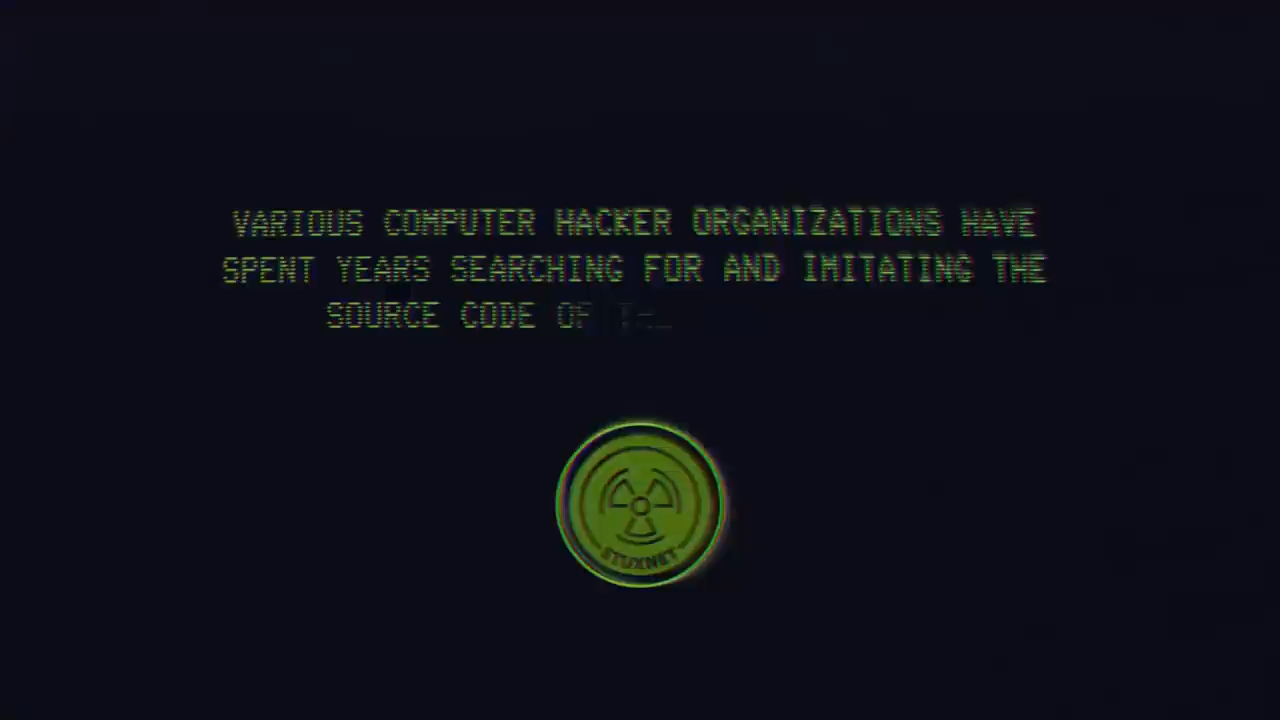 VARIOUS COMPUTER HACKER ORGANIZATIONS HAVE
SPENT YEARS SEARCHING FOR AND IMITATING THE
SOURCE CODE OF
STUXNET